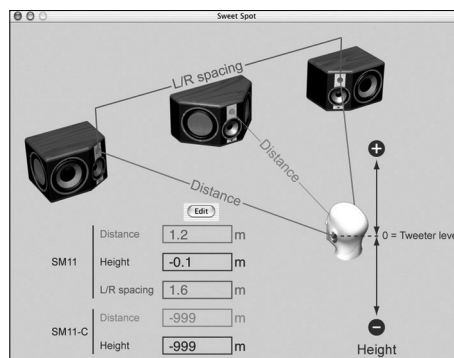 Sweet Spot
L/R spacing
Distance
Distance
Edit
0 = Tweeter leve
Distance 1.2 m
SM11 Height -0.1 m
L/R spacing 1.6 m
Distance -999 m
SM11-C
Height -999 m
Height